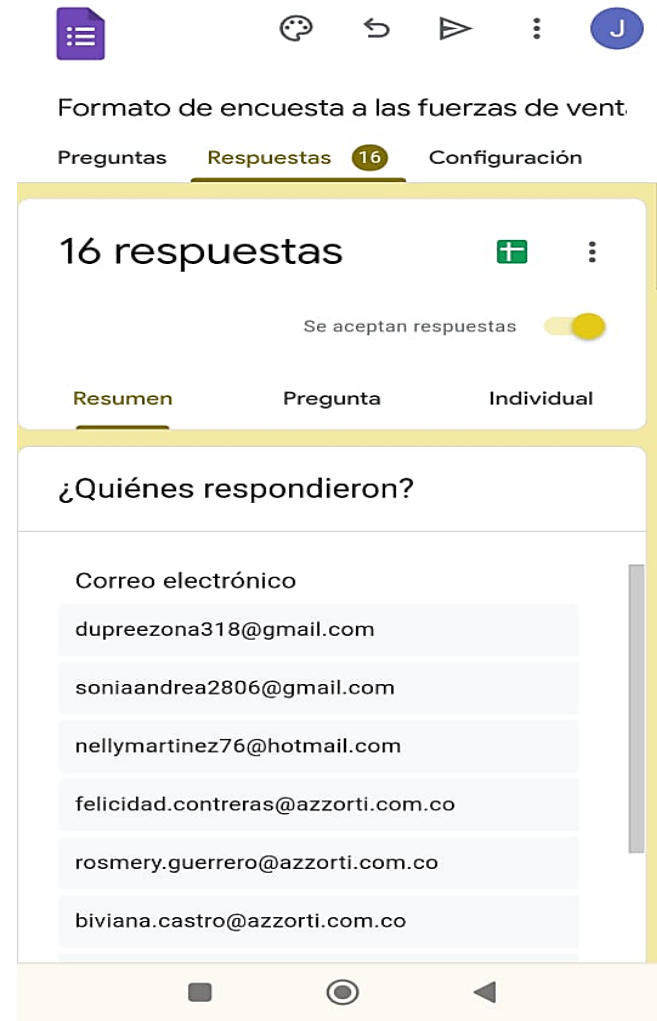 J
Formato de encuesta a las fuerzas de vent
Preguntas Respuestas 16 Configuración
16 respuestas
Se aceptan respuestas
Resumen Pregunta Individual
¿Quiénes respondieron?
Correo electrónico
dupreezona318@gmail.com
soniaandrea2806@gmail.com
nellymartinez76@hotmail.com
felicidad.contreras@azzorti.com.co
rosmery.guerrero@azzorti.com.co
biviana.castro@azzorti.com.co